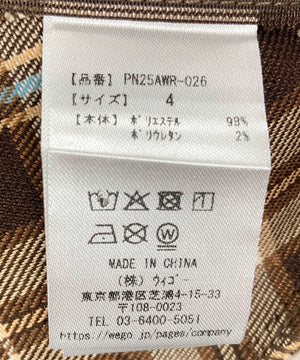 【品番】 PN25AWR-026
【サイズ】 4
【本体】 ポリエステル 98%
ポリウレタン 2%
MADE IN CHINA
(株) ウィゴー
東京都港区芝浦4-15-33
〒108-0023
TEL 03-6400-5051
https://wego.jp/pages/company